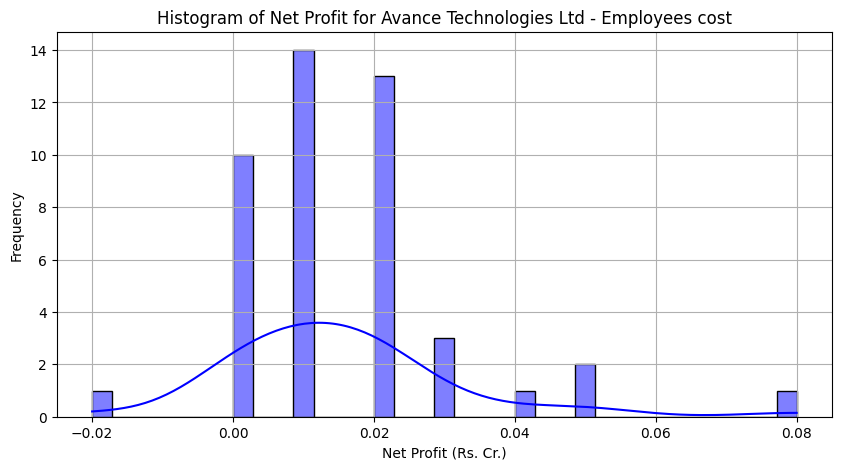 Histogram of Net Profit for Avance Technologies Ltd - Employees cost
14
12
10
8
6
4
2
0
Frequency
−0.02 0.00 0.02 0.04 0.06 0.08
Net Profit (Rs. Cr.)